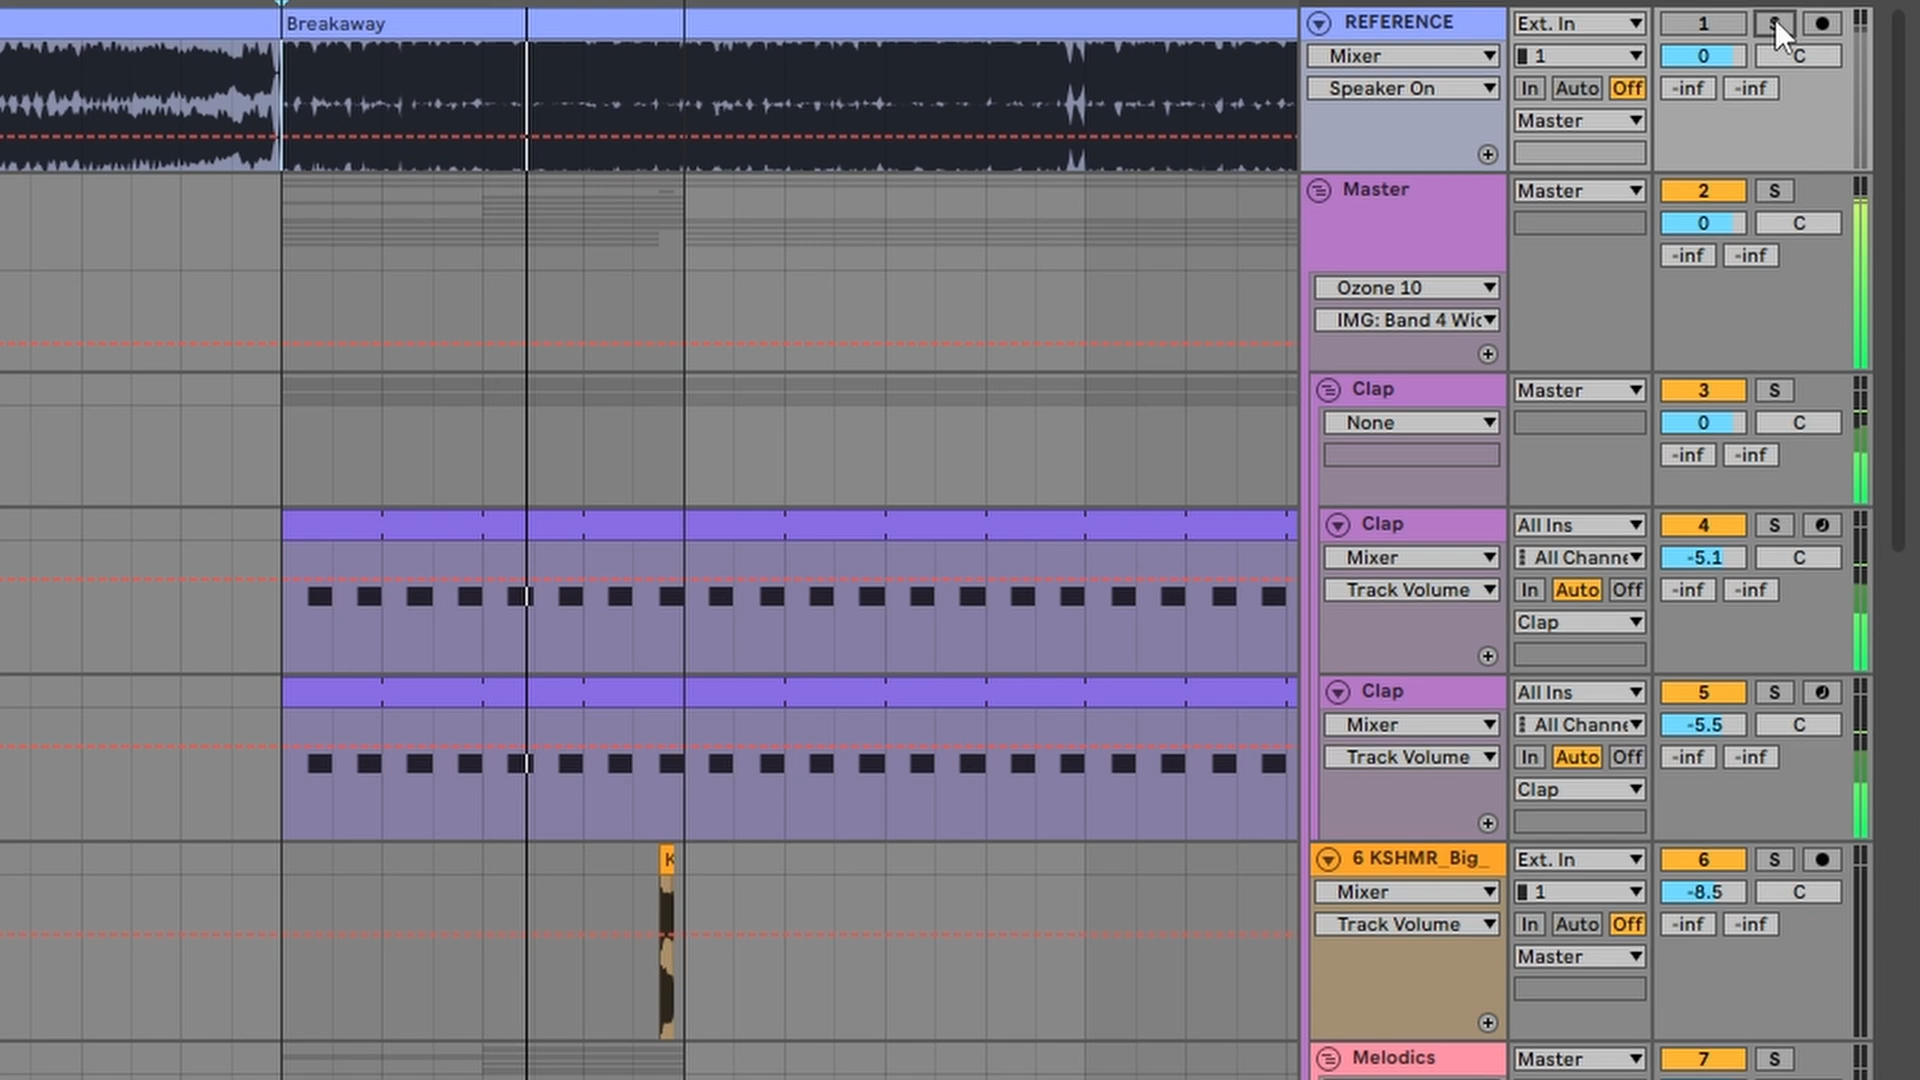 Breakaway
REFERENCE Ext. In 1 S
Mixer 1 0 C
Speaker On In Auto Off -inf -inf
Master
Master Master 2 S
0 C
-inf -inf
Ozone 10
IMG: Band 4 Wic
Clap Master 3 S
None 0 C
-inf -inf
Clap All Ins 4 S
Mixer All Channe -5.1 C
Track Volume In Auto Off -inf -inf
Clap
Clap All Ins 5 S
Mixer All Channe -5.5 C
Track Volume In Auto Off -inf -inf
Clap
K 6 KSHMR_Big_ Ext. In 6 S
Mixer 1 -8.5 C
Track Volume In Auto Off -inf -inf
Master
Melodics Master 7 S